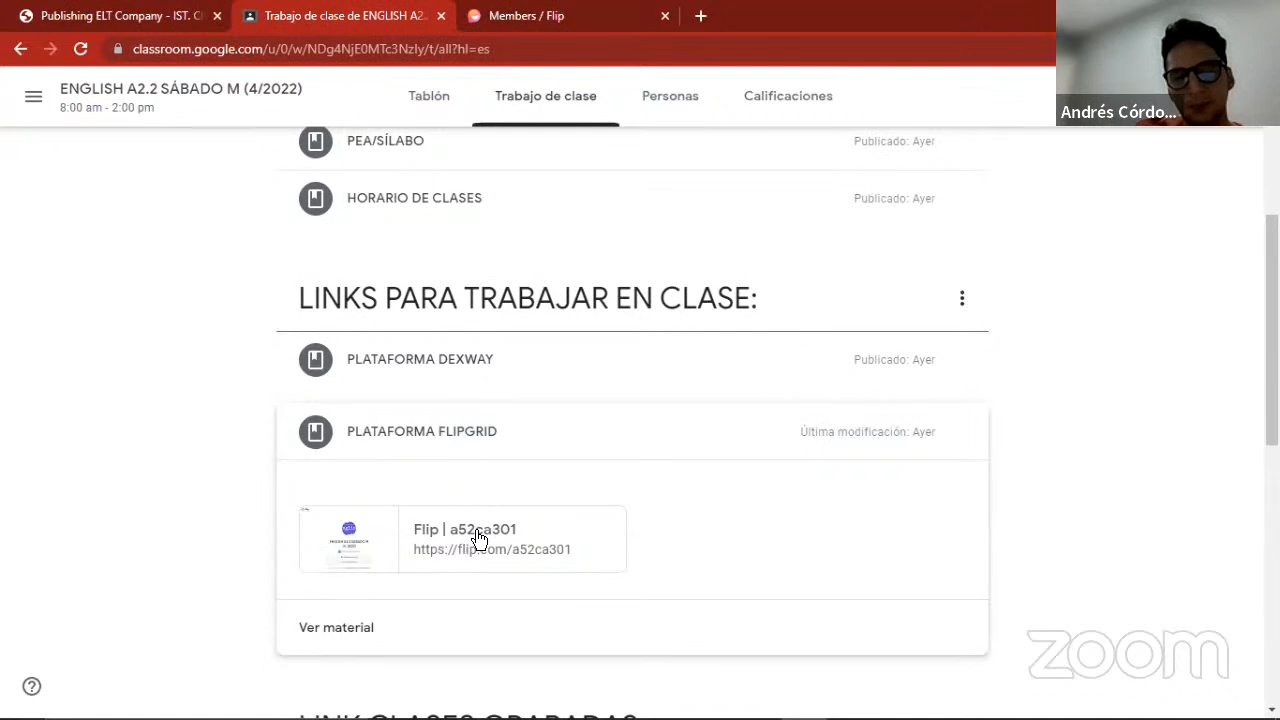 Publishing ELT Company - IST. C
Trabajo de clase de ENGLISH A2.
Members / Flip
classroom.google.com/u/0/w/NDg4NjE0MTc3Nzly/t/all?hl=es
ENGLISH A2.2 SÁBADO M (4/2022)
8:00 am - 2:00 pm
Tablón
Trabajo de clase
Personas
Calificaciones
Andrés Córdo...
PEA/SÍLABO
Publicado: Ayer
HORARIO DE CLASES
Publicado: Ayer
LINKS PARA TRABAJAR EN CLASE:
PLATAFORMA DEXWAY
Publicado: Ayer
PLATAFORMA FLIPGRID
Última modificación: Ayer
Flip | a52ca301
https://flip.com/a52ca301
Ver material
zoom
LINK CLASES GRABADAS